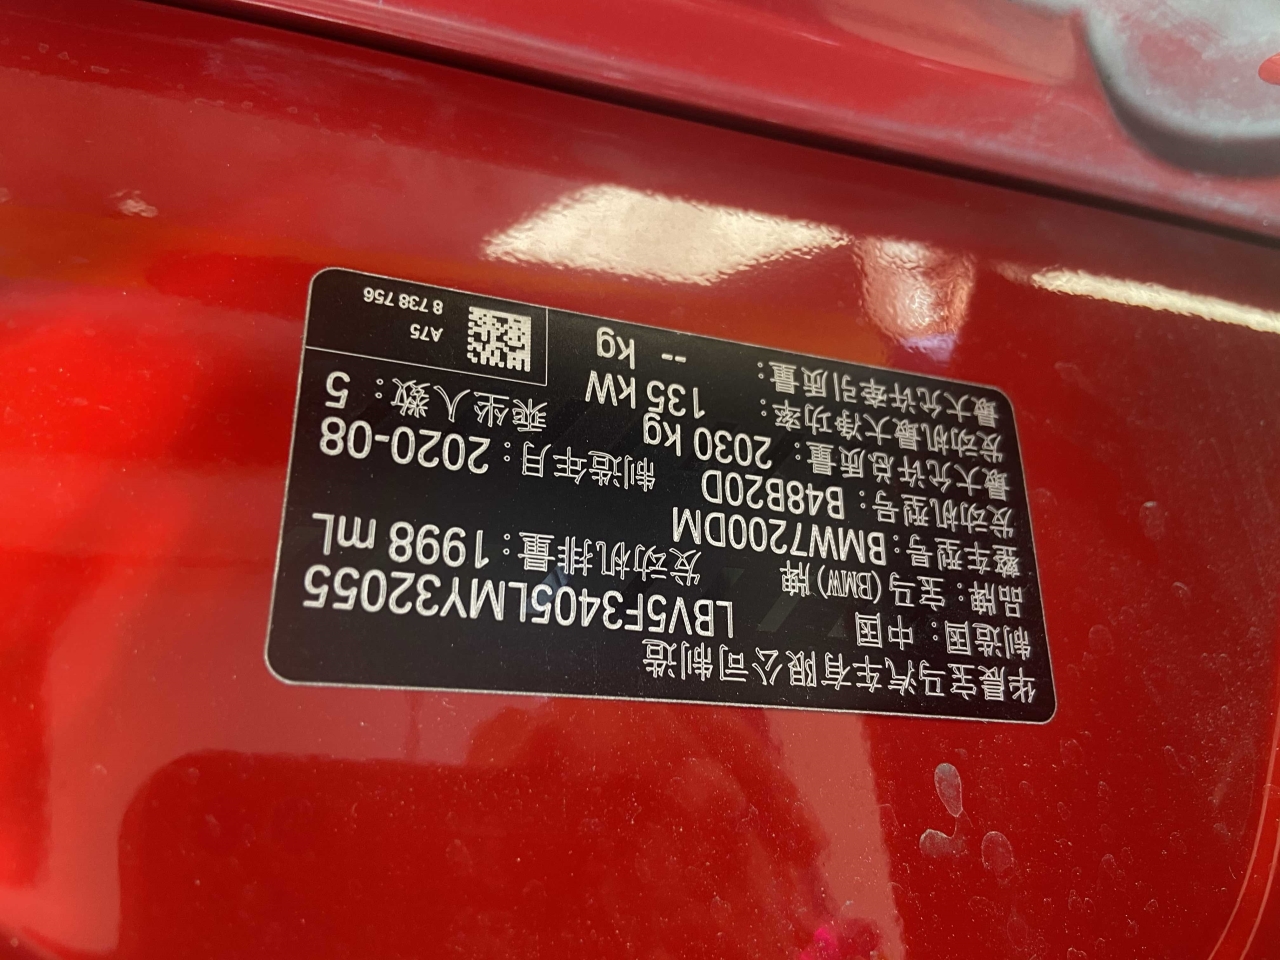 华晨宝马汽车有限公司制造
制造国：中国 LBV5F3405LMY32055
品牌：宝马(BMW)牌 发动机排量：1998 mL
整车型号：BMW7200DM
发动机型号：B48B20D 制造年月：2020-08
最大允许总质量：2030 kg 乘坐人数：5
发动机最大净功率：135 kW
最大允许牵引质量：-- kg
A75
8 738 756